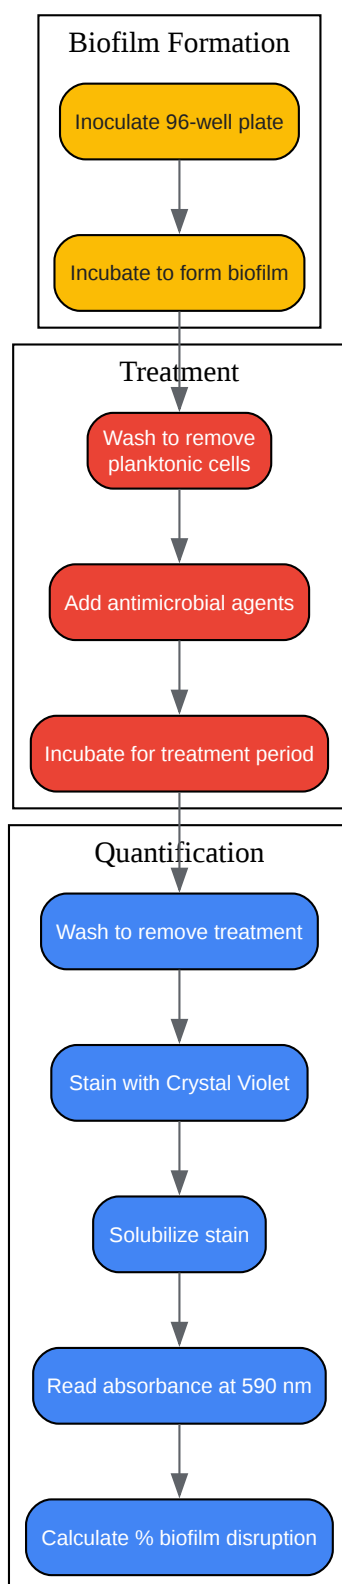 Biofilm Formation
Inoculate 96-well plate
Incubate to form biofilm
Treatment
Wash to remove
planktonic cells
Add antimicrobial agents
Incubate for treatment period
Quantification
Wash to remove treatment
Stain with Crystal Violet
Solubilize stain
Read absorbance at 590 nm
Calculate % biofilm disruption